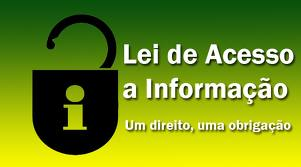 Lei de Acesso
a Informação
Um direito, uma obrigação